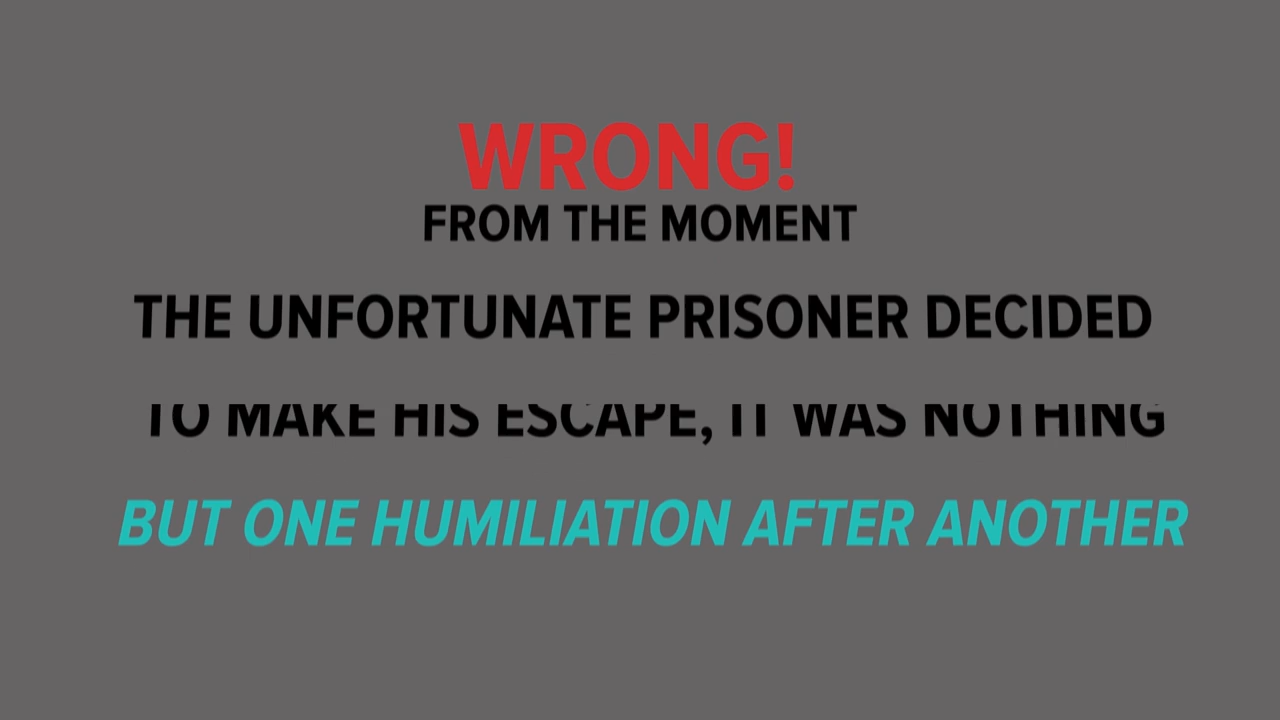 WRONG!
FROM THE MOMENT
THE UNFORTUNATE PRISONER DECIDED
TO MAKE HIS ESCAPE, IT WAS NOTHING
BUT ONE HUMILIATION AFTER ANOTHER